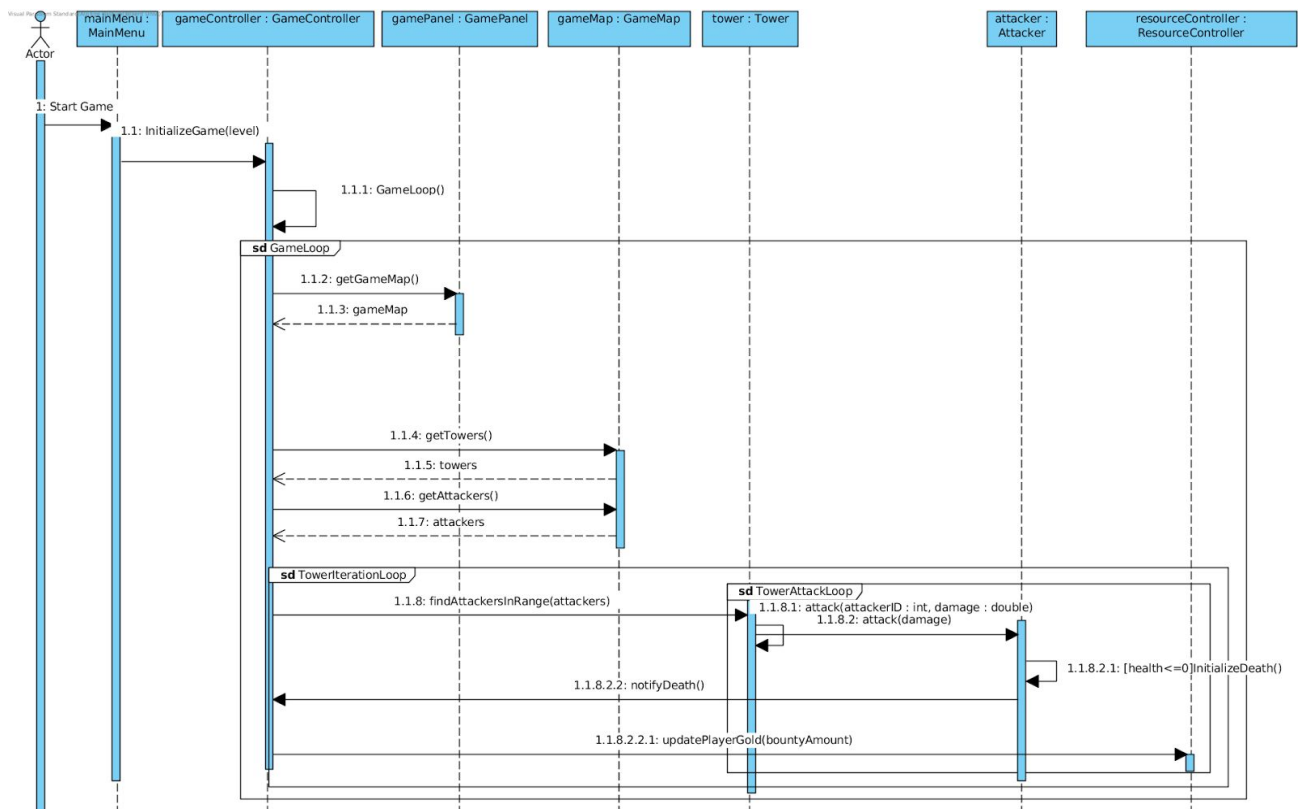 mainMenu :
MainMenu
gameController : GameController
gamePanel : GamePanel
gameMap : GameMap
tower : Tower
attacker :
Attacker
resourceController :
ResourceController
Actor
1: Start Game
1.1: InitializeGame(level)
1.1.1: GameLoop()
sd GameLoop
1.1.2: getGameMap()
1.1.3: gameMap
1.1.4: getTowers()
1.1.5: towers
1.1.6: getAttackers()
1.1.7: attackers
sd TowerIterationLoop
sd TowerAttackLoop
1.1.8: findAttackersInRange(attackers)
1.1.8.1: attack(attackerID : int, damage : double)
1.1.8.2: attack(damage)
1.1.8.2.1: [health<=0]InitializeDeath()
1.1.8.2.2: notifyDeath()
1.1.8.2.2.1: updatePlayerGold(bountyAmount)